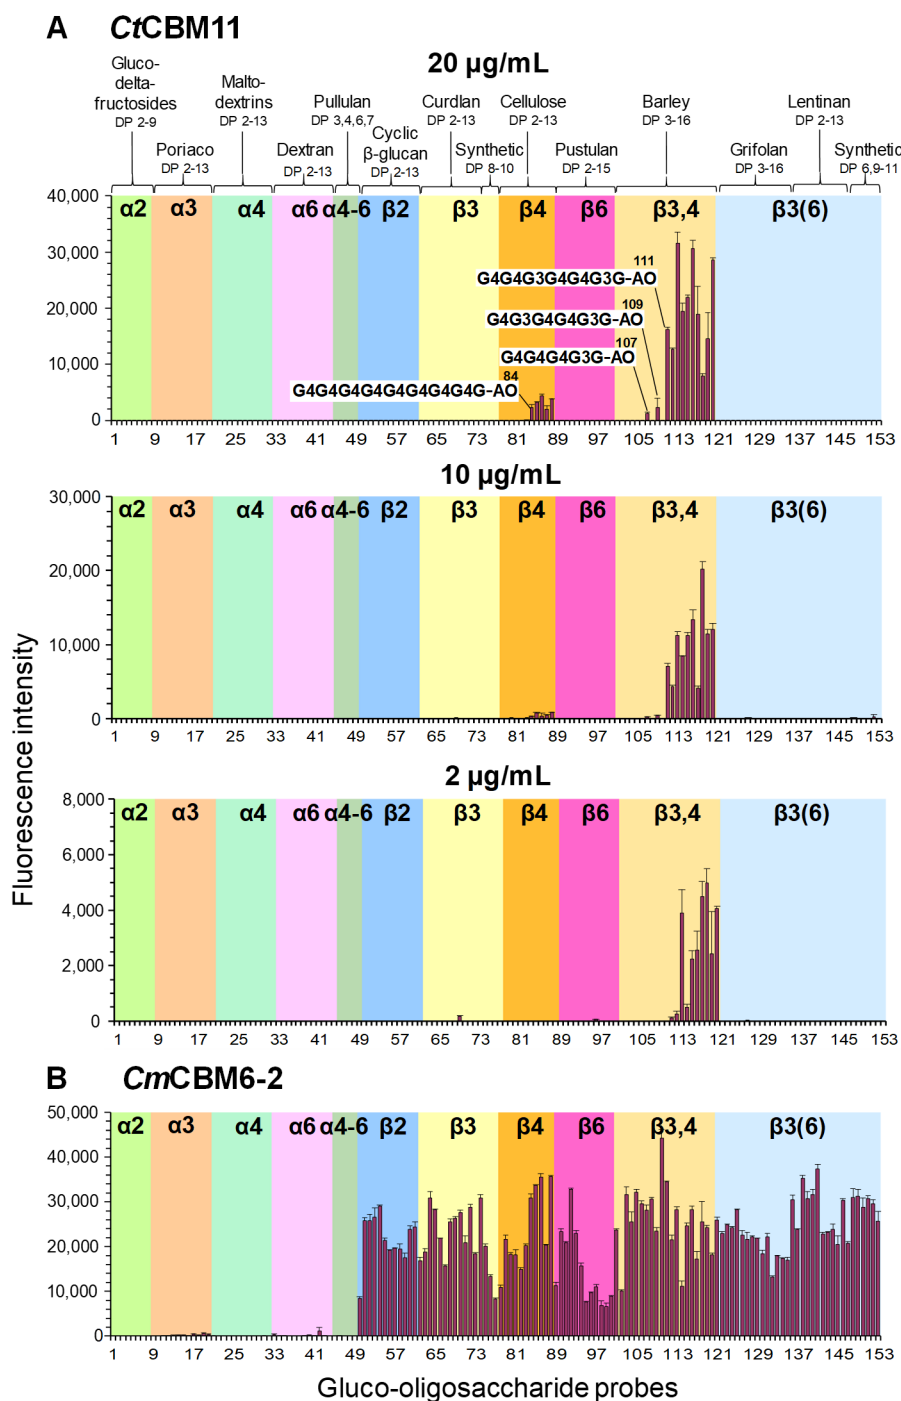 A CtCBM11
20 µg/mL
Gluco-
delta-
fructosides
DP 2-9
Poriaco
DP 2-13
Malto-
dextrins
DP 2-13
Dextran
DP 2-13
Pullulan
DP 3,4,6,7
Cyclic
β-glucan
DP 2-13
Curdlan
DP 2-13
Synthetic
DP 8-10
Cellulose
DP 2-13
Pustulan
DP 2-15
Barley
DP 3-16
Grifolan
DP 3-16
Lentinan
DP 2-13
Synthetic
DP 6,9-11
α2 α3 α4 α6 α4-6 β2 β3 β4 β6 β3,4 β3(6)
40,000
30,000
20,000
10,000
0
111
G4G4G3G4G4G3G-AO
109
G4G3G4G4G3G-AO
107
G4G4G4G3G-AO
84
G4G4G4G4G4G4G4G-AO
1 9 17 25 33 41 49 57 65 73 81 89 97 105 113 121 129 137 145 153
10 µg/mL
α2 α3 α4 α6 α4-6 β2 β3 β4 β6 β3,4 β3(6)
30,000
20,000
10,000
0
1 9 17 25 33 41 49 57 65 73 81 89 97 105 113 121 129 137 145 153
Fluorescence intensity
2 µg/mL
α2 α3 α4 α6 α4-6 β2 β3 β4 β6 β3,4 β3(6)
8,000
6,000
4,000
2,000
0
1 9 17 25 33 41 49 57 65 73 81 89 97 105 113 121 129 137 145 153
B CmCBM6-2
α2 α3 α4 α6 α4-6 β2 β3 β4 β6 β3,4 β3(6)
50,000
40,000
30,000
20,000
10,000
0
1 9 17 25 33 41 49 57 65 73 81 89 97 105 113 121 129 137 145 153
Gluco-oligosaccharide probes